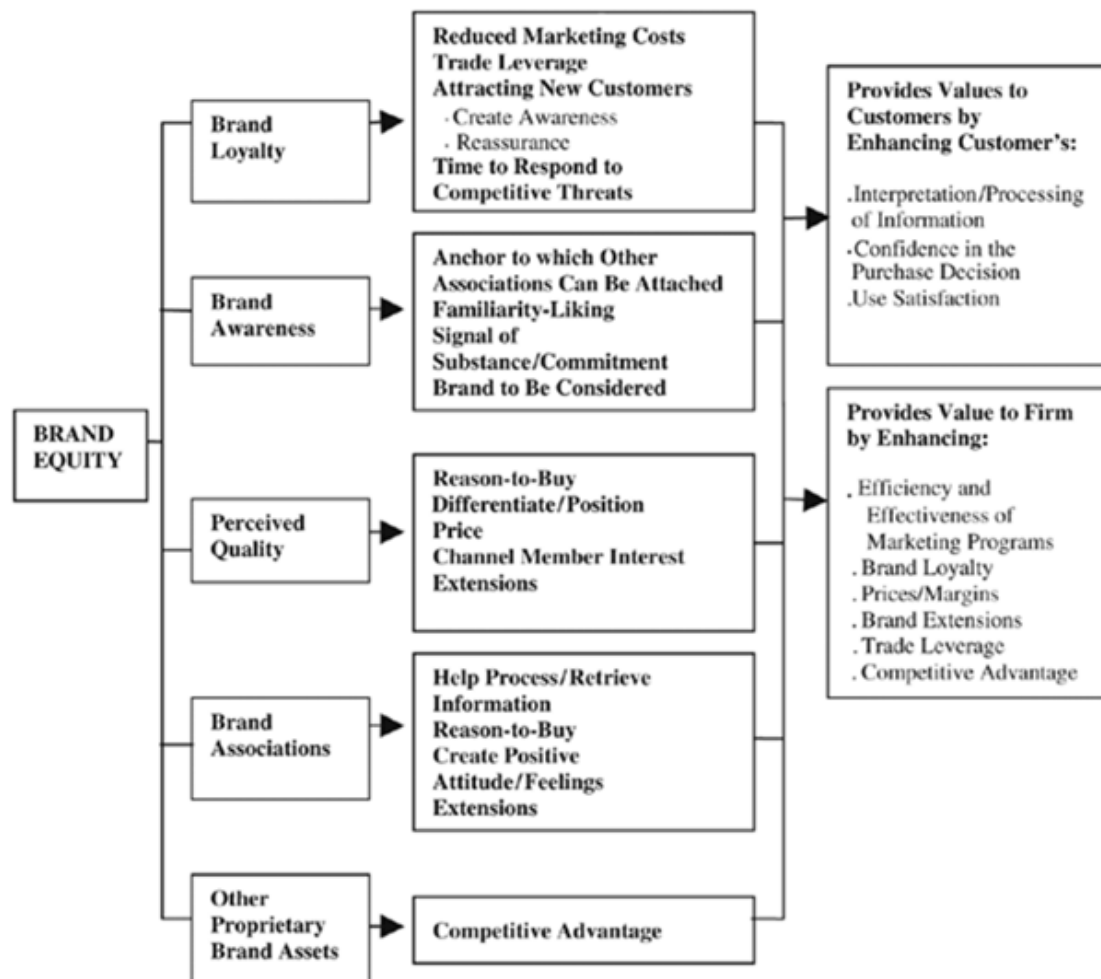 BRAND
EQUITY
Brand
Loyalty
Reduced Marketing Costs
Trade Leverage
Attracting New Customers
· Create Awareness
· Reassurance
Time to Respond to
Competitive Threats
Brand
Awareness
Anchor to which Other
Associations Can Be Attached
Familiarity-Liking
Signal of
Substance/Commitment
Brand to Be Considered
Perceived
Quality
Reason-to-Buy
Differentiate/Position
Price
Channel Member Interest
Extensions
Brand
Associations
Help Process/Retrieve
Information
Reason-to-Buy
Create Positive
Attitude/Feelings
Extensions
Other
Proprietary
Brand Assets
Competitive Advantage
Provides Values to
Customers by
Enhancing Customer's:
.Interpretation/Processing
of Information
.Confidence in the
Purchase Decision
.Use Satisfaction
Provides Value to Firm
by Enhancing:
. Efficiency and
Effectiveness of
Marketing Programs
. Brand Loyalty
. Prices/Margins
. Brand Extensions
. Trade Leverage
. Competitive Advantage